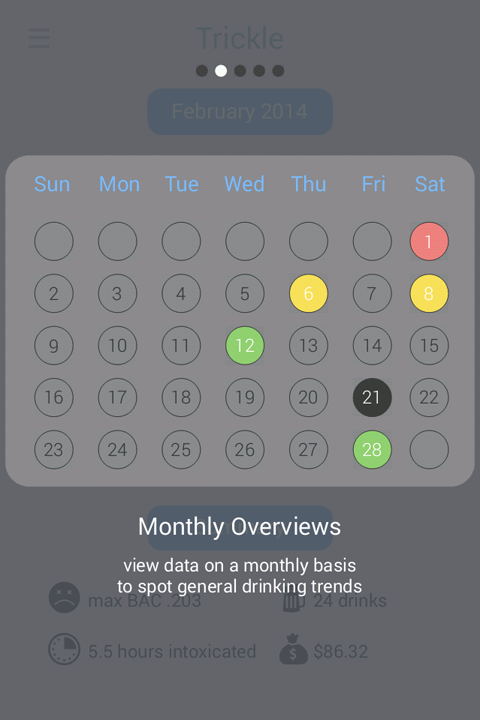 Trickle
February 2014
Sun Mon Tue Wed Thu Fri Sat
1
2 3 4 5 6 7 8
9 10 11 12 13 14 15
16 17 18 19 20 21 22
23 24 25 26 27 28
Monthly Overviews
view data on a monthly basis
to spot general drinking trends
max BAC .203 24 drinks
5.5 hours intoxicated $86.32